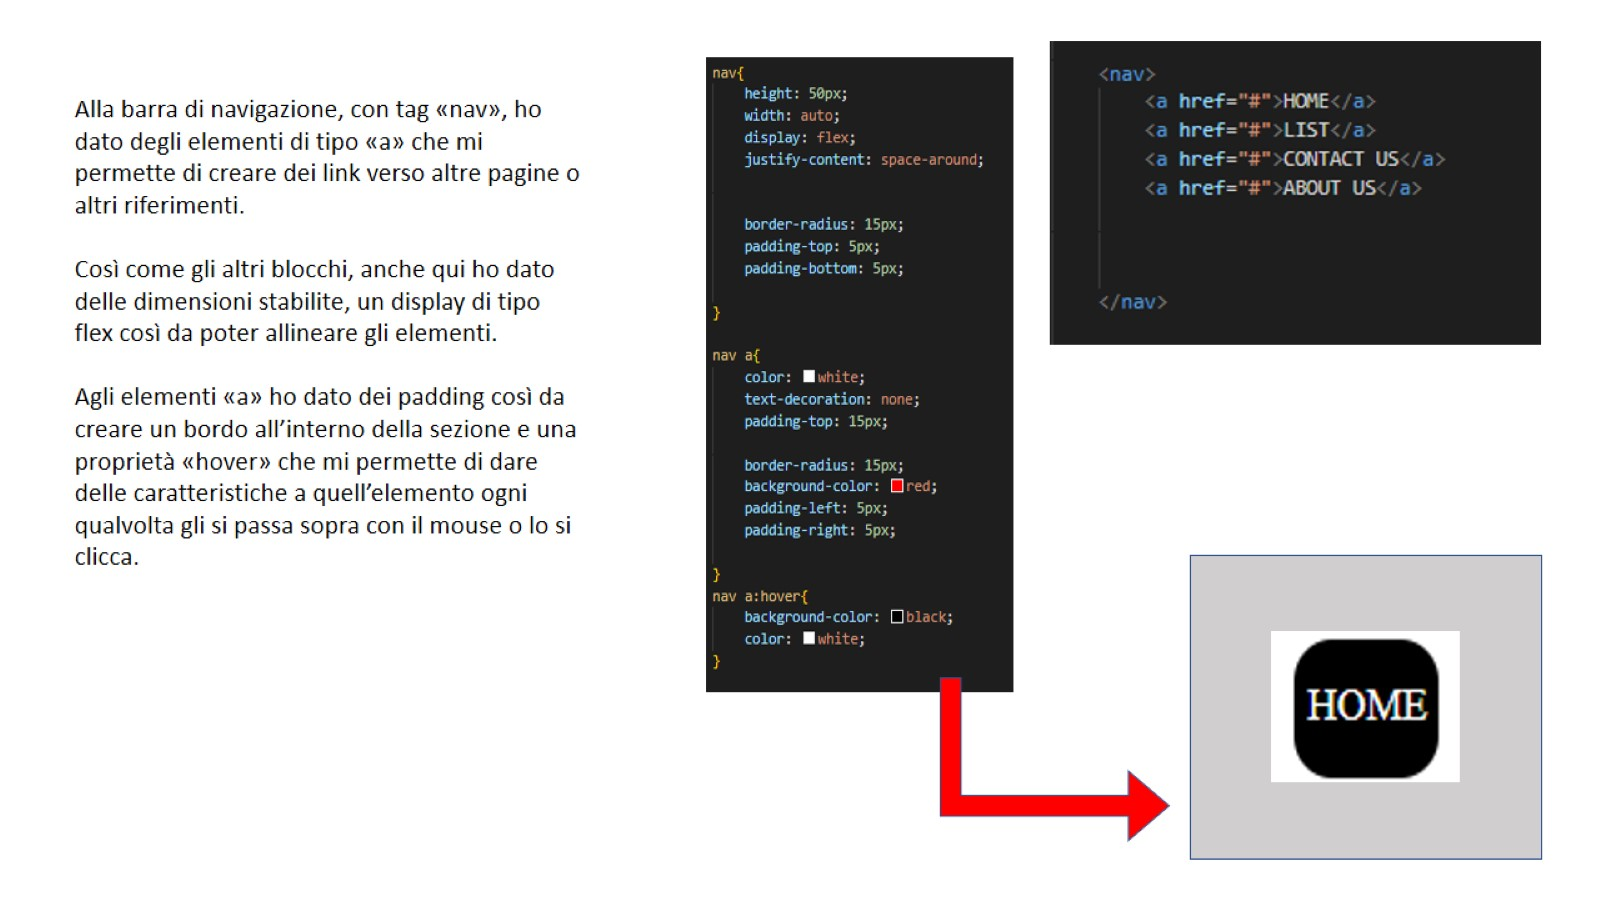 Alla barra di navigazione, con tag «nav», ho
dato degli elementi di tipo «a» che mi
permette di creare dei link verso altre pagine o
altri riferimenti.
Così come gli altri blocchi, anche qui ho dato
delle dimensioni stabilite, un display di tipo
flex così da poter allineare gli elementi.
Agli elementi «a» ho dato dei padding così da
creare un bordo all’interno della sezione e una
proprietà «hover» che mi permette di dare
delle caratteristiche a quell’elemento ogni
qualvolta gli si passa sopra con il mouse o lo si
clicca.
nav{
height: 50px;
width: auto;
display: flex;
justify-content: space-around;
border-radius: 15px;
padding-top: 5px;
padding-bottom: 5px;
}
nav a{
color: white;
text-decoration: none;
padding-top: 15px;
border-radius: 15px;
background-color: red;
padding-left: 5px;
padding-right: 5px;
}
nav a:hover{
background-color: black;
color: white;
}
<nav>
<a href="#">HOME</a>
<a href="#">LIST</a>
<a href="#">CONTACT US</a>
<a href="#">ABOUT US</a>
</nav>
HOME